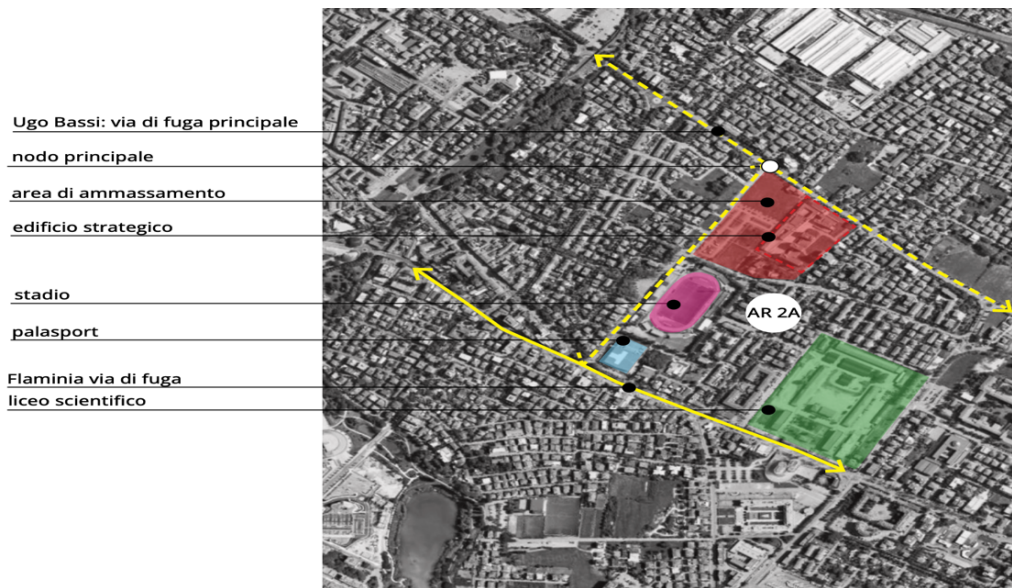 Ugo Bassi: via di fuga principale
nodo principale
area di ammassamento
edificio strategico
stadio
AR 2A
palasport
Flaminia via di fuga
liceo scientifico